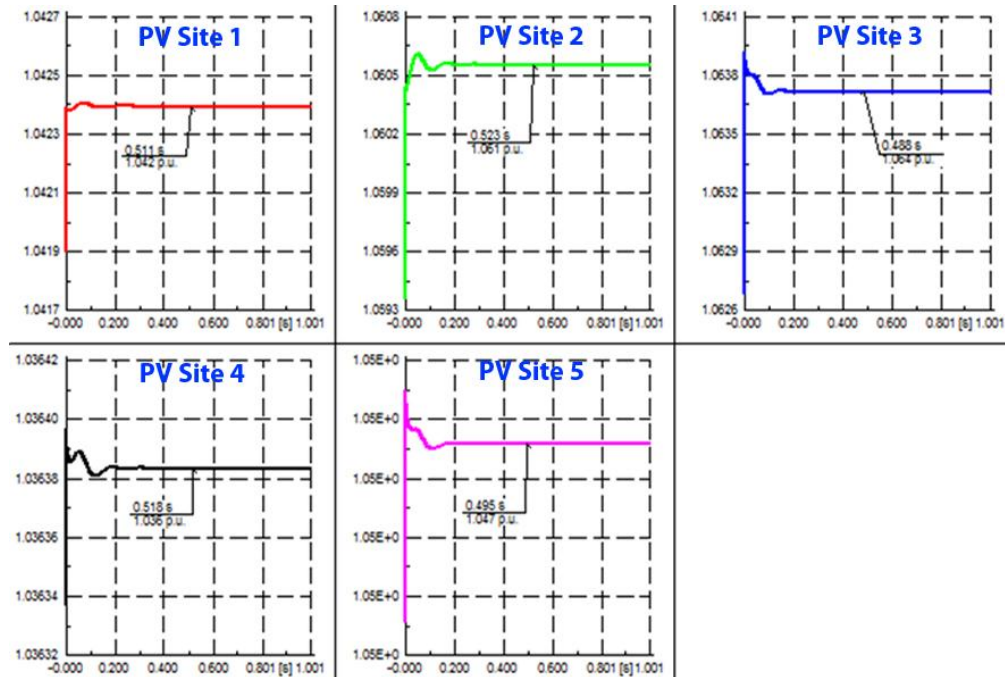 PV Site 1
1.0427
1.0425
1.0423
1.0421
1.0419
1.0417
0.511 s
1.042 p.u.
-0.000 0.200 0.400 0.600 0.801 [s] 1.001
PV Site 2
1.0608
1.0605
1.0602
1.0599
1.0596
1.0593
0.523 s
1.061 p.u.
-0.000 0.200 0.400 0.600 0.801 [s] 1.001
PV Site 3
1.0641
1.0638
1.0635
1.0632
1.0629
1.0626
0.488 s
1.064 p.u.
-0.000 0.200 0.400 0.600 0.801 [s] 1.001
PV Site 4
1.03642
1.03640
1.03638
1.03636
1.03634
1.03632
0.518 s
1.036 p.u.
-0.000 0.200 0.400 0.600 0.801 [s] 1.001
PV Site 5
1.05E+0
1.05E+0
1.05E+0
1.05E+0
1.05E+0
1.05E+0
0.495 s
1.047 p.u.
-0.000 0.200 0.400 0.600 0.801 [s] 1.001